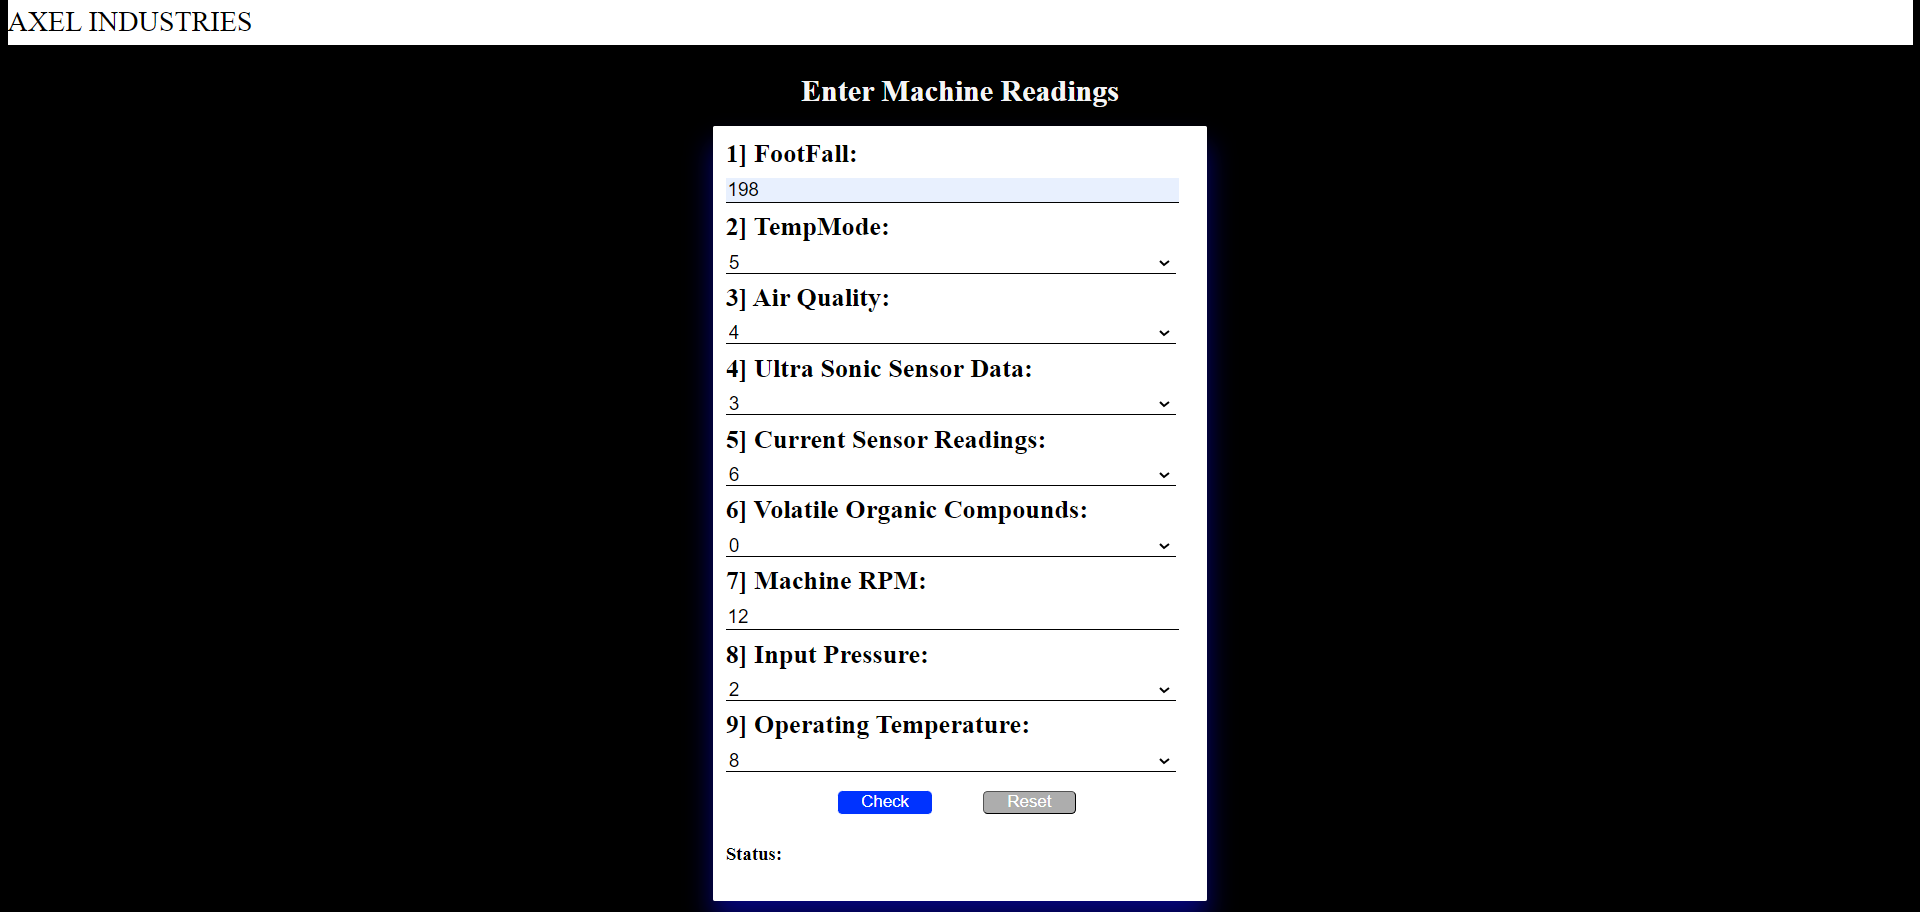 AXEL INDUSTRIES
Enter Machine Readings
1] FootFall:
198
2] TempMode:
5
3] Air Quality:
4
4] Ultra Sonic Sensor Data:
3
5] Current Sensor Readings:
6
6] Volatile Organic Compounds:
0
7] Machine RPM:
12
8] Input Pressure:
2
9] Operating Temperature:
8
Check Reset
Status: